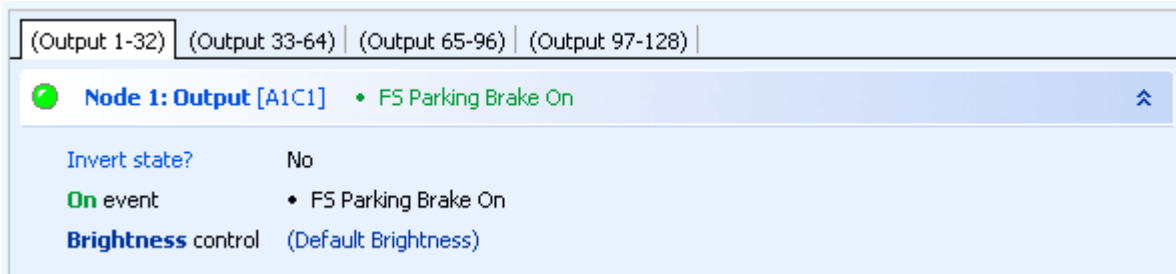 (Output 1-32) (Output 33-64) (Output 65-96) (Output 97-128)
Node 1: Output [A1C1] • FS Parking Brake On
Invert state? No
On event • FS Parking Brake On
Brightness control (Default Brightness)